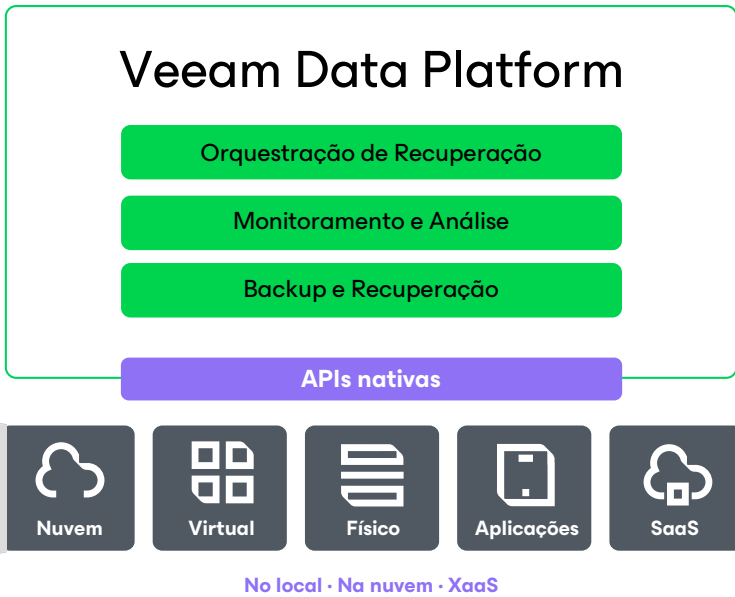 Veeam Data Platform
Orquestração de Recuperação
Monitoramento e Análise
Backup e Recuperação
APIs nativas
Nuvem
Virtual
Físico
Aplicações
SaaS
No local · Na nuvem · XaaS